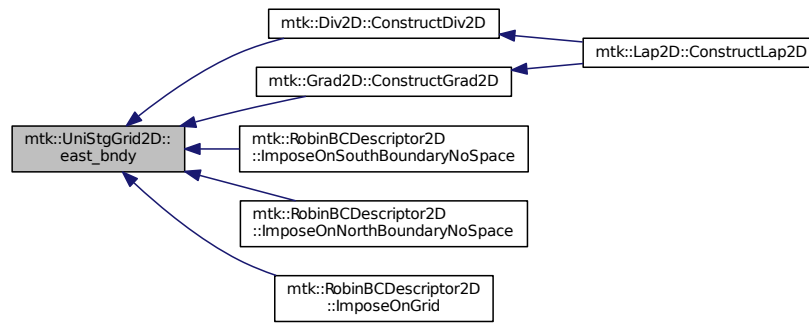 mtk::Div2D::ConstructDiv2D
mtk::Lap2D::ConstructLap2D
mtk::Grad2D::ConstructGrad2D
mtk::UniStgGrid2D::
east_bndy
mtk::RobinBCDescriptor2D
::ImposeOnSouthBoundaryNoSpace
mtk::RobinBCDescriptor2D
::ImposeOnNorthBoundaryNoSpace
mtk::RobinBCDescriptor2D
::ImposeOnGrid